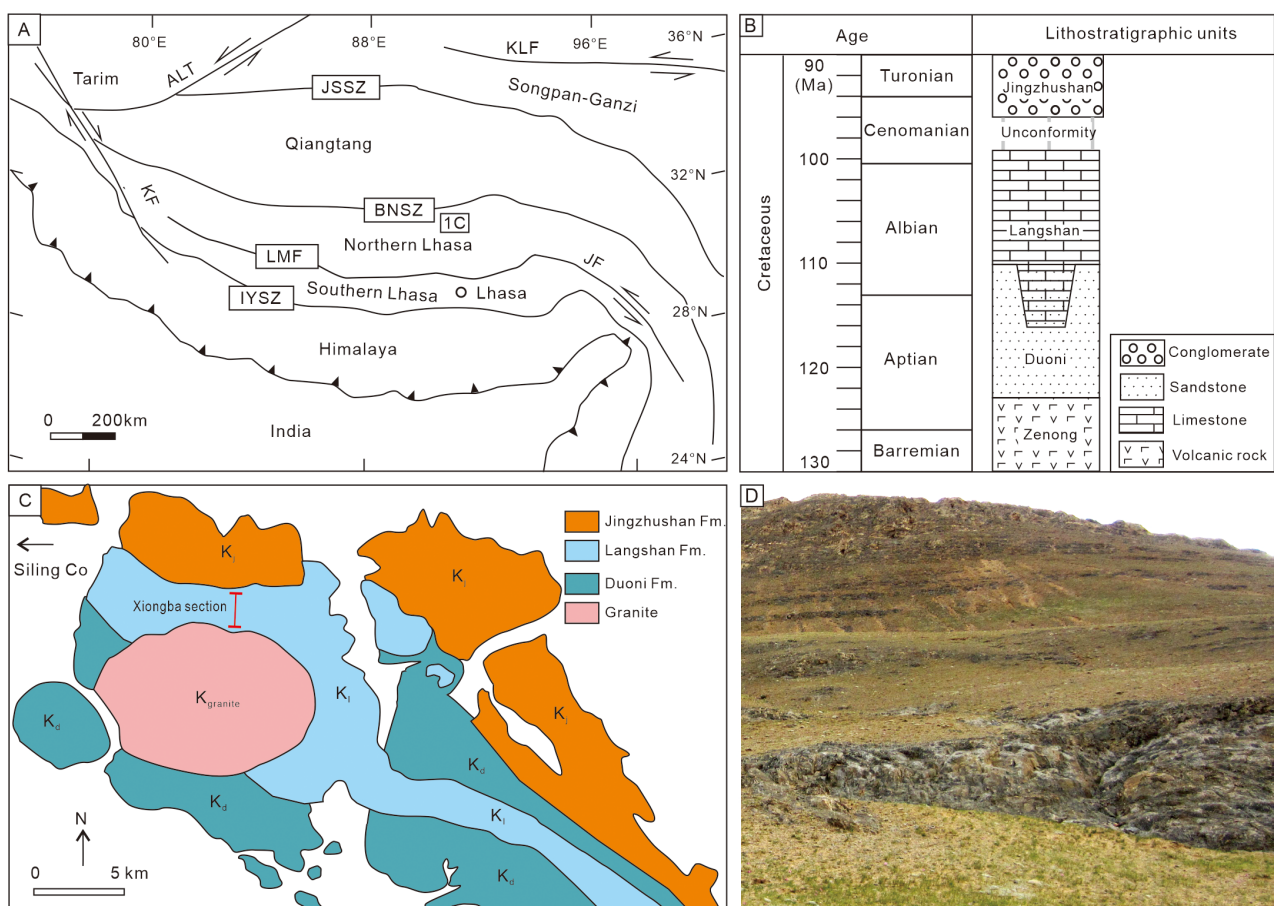 A
80°E
88°E
96°E
36°N
KLF
Tarim
ALT
JSSZ
Songpan-Ganzi
Qiangtang
32°N
KF
BNSZ
1C
Northern Lhasa
LMF
JF
IYSZ
Southern Lhasa
Lhasa
28°N
Himalaya
0 200km
India
24°N
B
Age
Lithostratigraphic units
90
(Ma)
Turonian
Jingzhushan
Cenomanian
Unconformity
100
Cretaceous
Albian
Langshan
110
Aptian
Duoni
120
Zenong
Barremian
130
Conglomerate
Sandstone
Limestone
Volcanic rock
C
Jingzhushan Fm.
Langshan Fm.
Duoni Fm.
Granite
Siling Co
Kj
Kj
Xiongba section
Kgranite
Kl
Kj
Kd
Kd
Kd
Kl
Kd
N
0 5 km
D